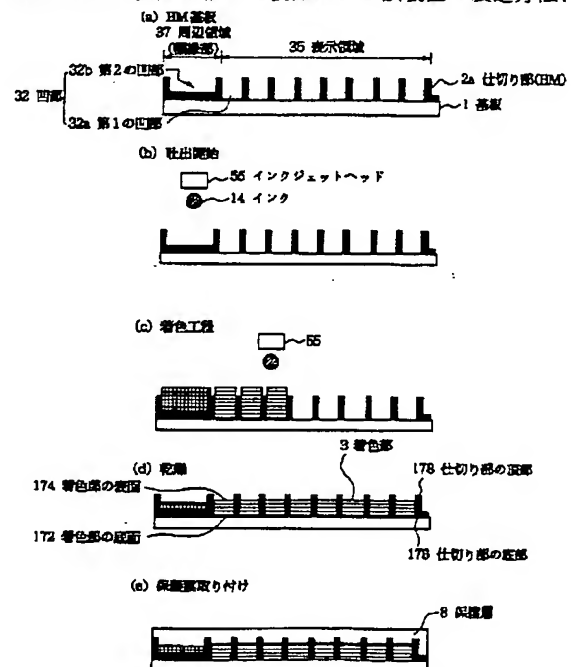 (a) BM基板
37 周辺領域
(額縁部)
35 表示領域
32b 第2の凹部
32 凹部
32a 第1の凹部
2a 仕切り部(BM)
1 基板
(b) 吐出開始
55 インクジェットヘッド
14 インク
(c) 着色工程
55
3 着色部
(d) 乾燥
174 着色部の表面
178 仕切り部の頂部
172 着色部の底面
176 仕切り部の底部
(e) 保護膜取り付け
8 保護層